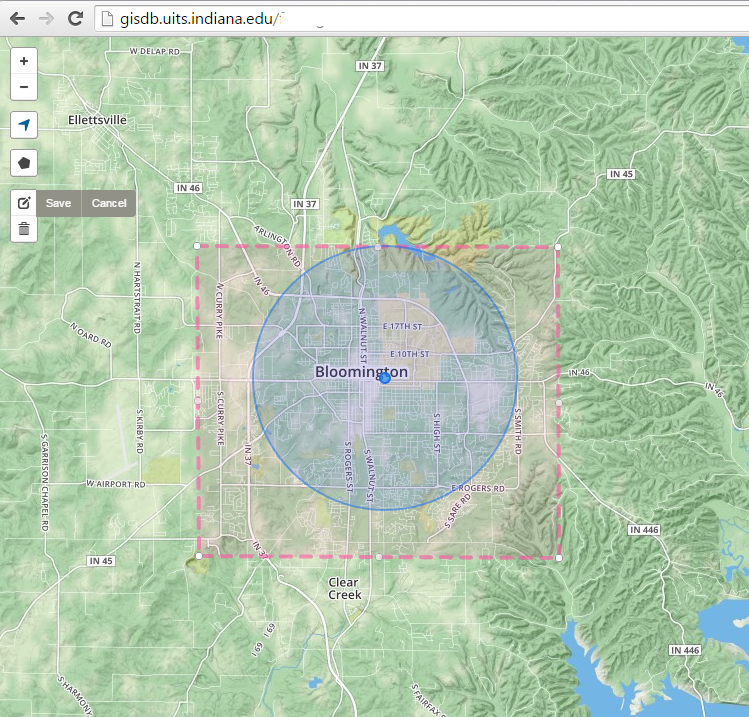 gisdb.uits.indiana.edu/
W DELAP RD
IN 37
+
−
Ellettsville
IN 45
IN 46
Save Cancel
IN 37
ARLINGTON RD
N HARTSTRAIT RD
IN 46
N CURRY PIKE
N WALNUT ST
E 17TH ST
N OARD RD
E 10TH ST
Bloomington
IN 46
IN 46
S KIRBY RD
S CURRY PIKE
S HIGH ST
S SMITH RD
S GARRISON CHAPEL RD
IN 37
S ROGERS ST
S WALNUT ST
W AIRPORT RD
E ROGERS RD
S SARE RD
IN 446
IN 37
IN 45
Clear
Creek
I 69
I 69
IN 446
S HARMONY
S FAIRFAX R